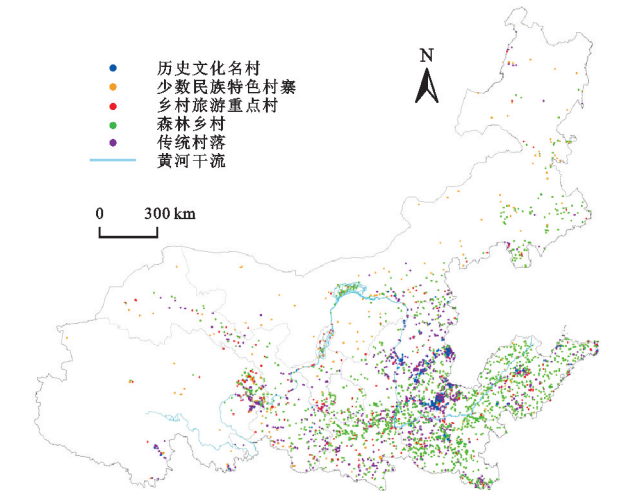 N
历史文化名村
少数民族特色村寨
乡村旅游重点村
森林乡村
传统村落
黄河干流
0 300 km